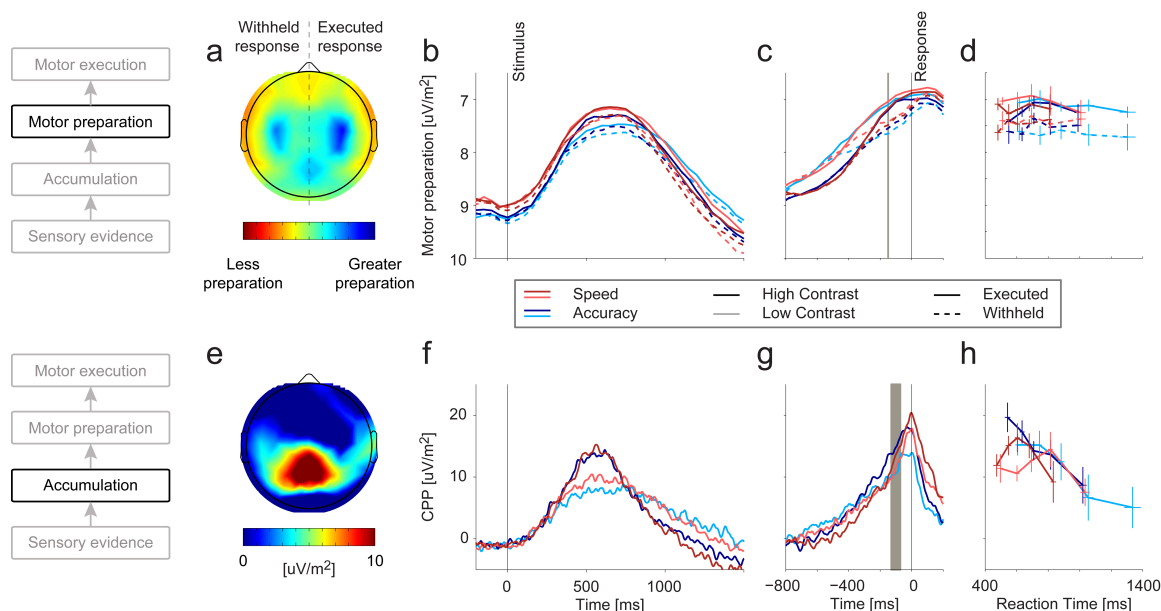 Motor execution
Motor preparation
Accumulation
Sensory evidence
a
Withheld response
Executed response
Less preparation
Greater preparation
b
Stimulus
Motor preparation [uV/m²]
7
8
9
10
c
Response
d
Speed
Accuracy
High Contrast
Low Contrast
Executed
Withheld
Motor execution
Motor preparation
Accumulation
Sensory evidence
e
0
10
[uV/m²]
f
CPP [uV/m²]
20
10
0
0
500
1000
Time [ms]
g
−800
−400
0
Time [ms]
h
400
1400
Reaction Time [ms]